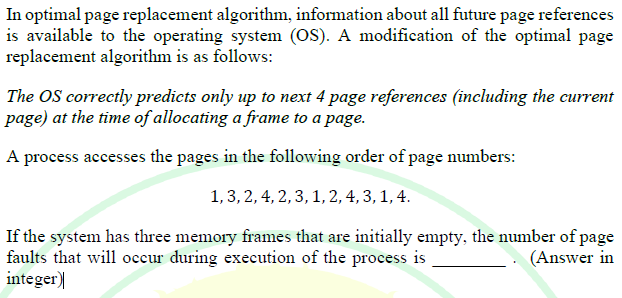 In optimal page replacement algorithm, information about all future page references
is available to the operating system (OS). A modification of the optimal page
replacement algorithm is as follows:
The OS correctly predicts only up to next 4 page references (including the current
page) at the time of allocating a frame to a page.
A process accesses the pages in the following order of page numbers:
1, 3, 2, 4, 2, 3, 1, 2, 4, 3, 1, 4.
If the system has three memory frames that are initially empty, the number of page
faults that will occur during execution of the process is ________ . (Answer in
integer)